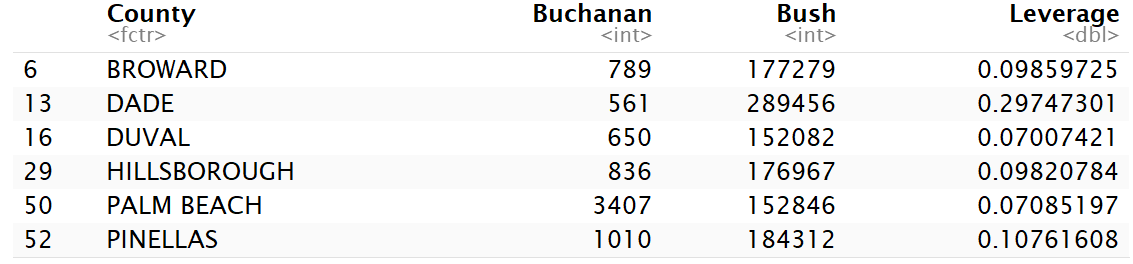 County Buchanan Bush Leverage
<fctr> <int> <int> <dbl>
6 BROWARD 789 177279 0.09859725
13 DADE 561 289456 0.29747301
16 DUVAL 650 152082 0.07007421
29 HILLSBOROUGH 836 176967 0.09820784
50 PALM BEACH 3407 152846 0.07085197
52 PINELLAS 1010 184312 0.10761608